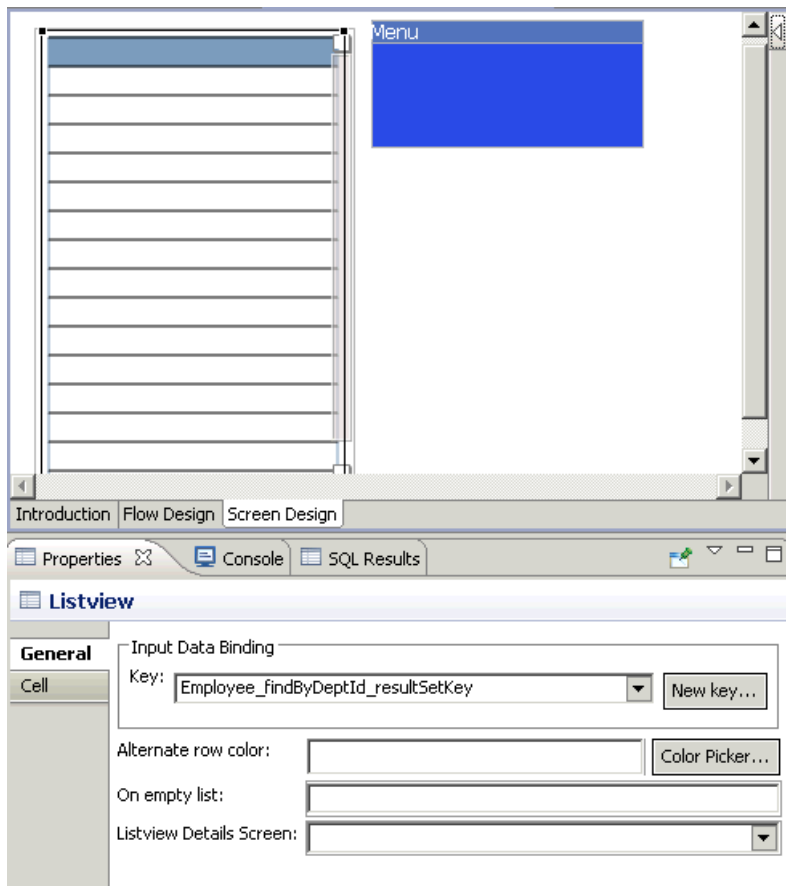 Menu
Introduction Flow Design Screen Design
Properties Console SQL Results
Listview
General
Cell
Input Data Binding
Key: Employee_findByDeptId_resultSetKey New key...
Alternate row color: Color Picker...
On empty list:
Listview Details Screen: